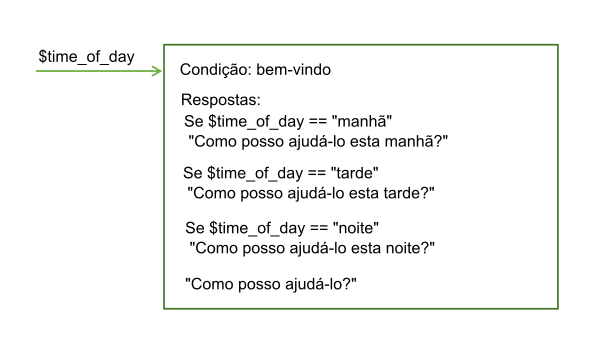 $time_of_day
Condição: bem-vindo
Respostas:
Se $time_of_day == "manhã"
"Como posso ajudá-lo esta manhã?"
Se $time_of_day == "tarde"
"Como posso ajudá-lo esta tarde?"
Se $time_of_day == "noite"
"Como posso ajudá-lo esta noite?"
"Como posso ajudá-lo?"